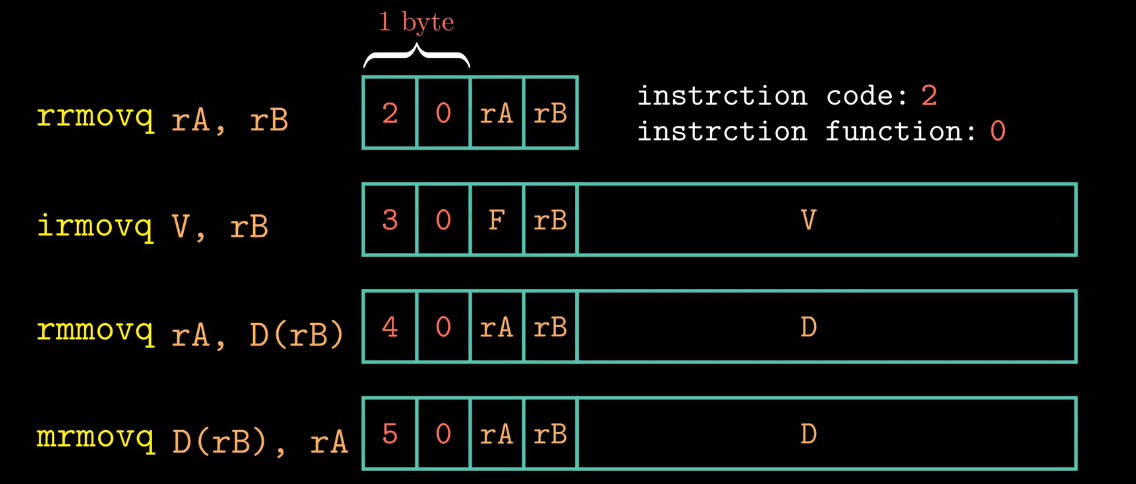 1 byte
rrmovq rA, rB 2 0 rA rB
instrction code: 2
instrction function: 0
irmovq V, rB 3 0 F rB V
rmmovq rA, D(rB) 4 0 rA rB D
mrmovq D(rB), rA 5 0 rA rB D